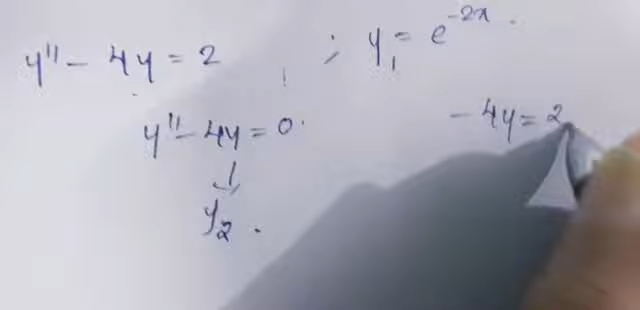 y'' - 4y = 2 ; y₁ = e⁻²ˣ.
y'' - 4y = 0.
- 4y = 2
↓
y₂.